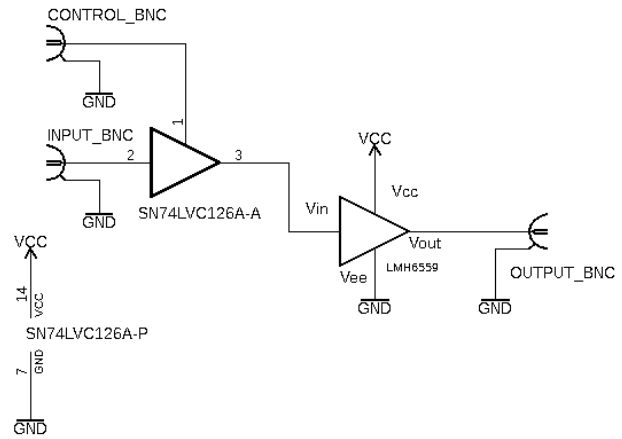 CONTROL_BNC
GND
1
INPUT_BNC
2
3
GND
SN74LVC126A-A
VCC
Vcc
Vin
Vout
Vee
LMH6559
GND
OUTPUT_BNC
GND
VCC
14
VCC
SN74LVC126A-P
7
GND
GND